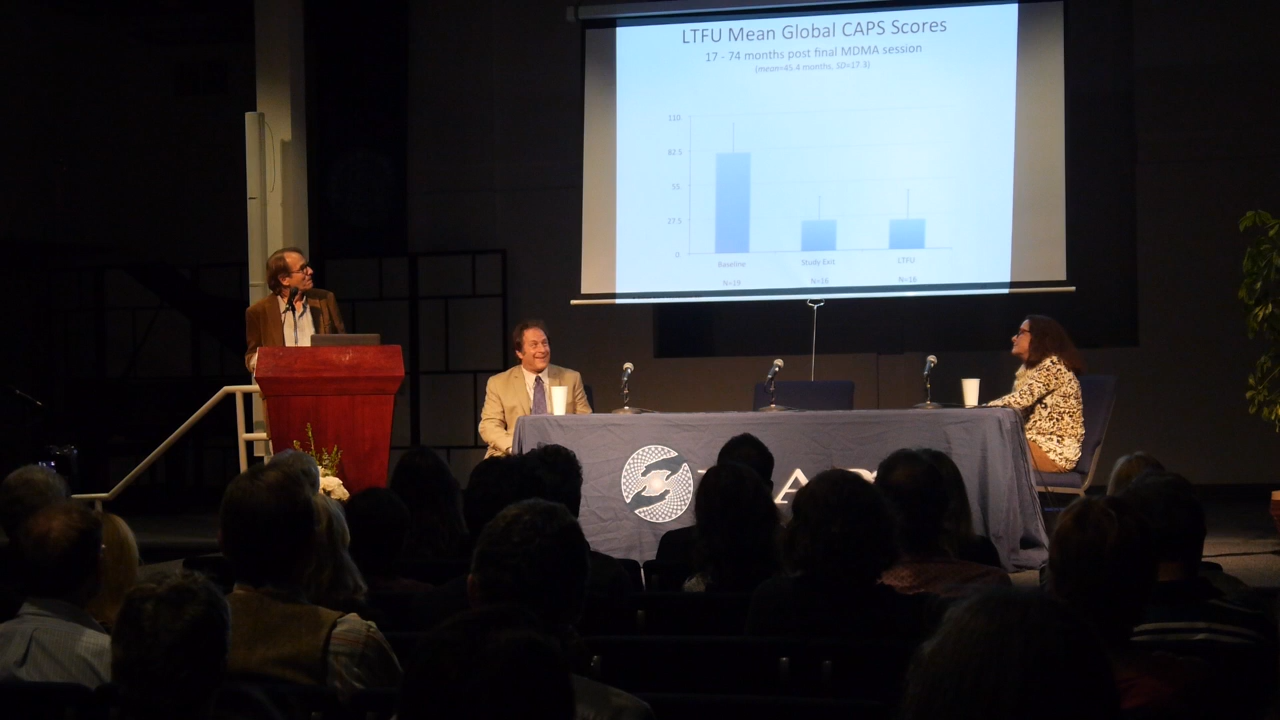 LTFU Mean Global CAPS Scores
17 - 74 months post final MDMA session
(mean=45.4 months, SD=17.3)
110
82.5
55
27.5
0
Baseline
Study Exit
LTFU
N=19
N=16
N=16